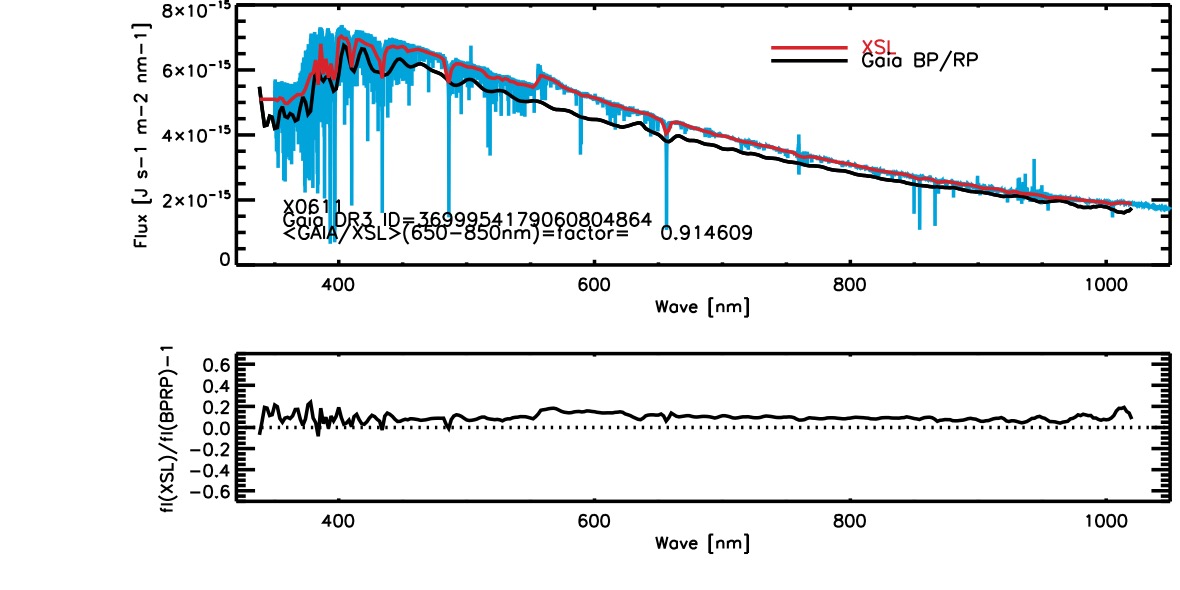 8×10⁻¹⁵
6×10⁻¹⁵
4×10⁻¹⁵
2×10⁻¹⁵
0
Flux [J s−1 m−2 nm−1]
XSL
Gaia BP/RP
X0611
Gaia DR3 ID=3699954179060804864
<GAIA/XSL>(650−850nm)=factor= 0.914609
400 600 800 1000
Wave [nm]
fl(XSL)/fl(BPRP)−1
0.6
0.4
0.2
0.0
−0.2
−0.4
−0.6
400 600 800 1000
Wave [nm]